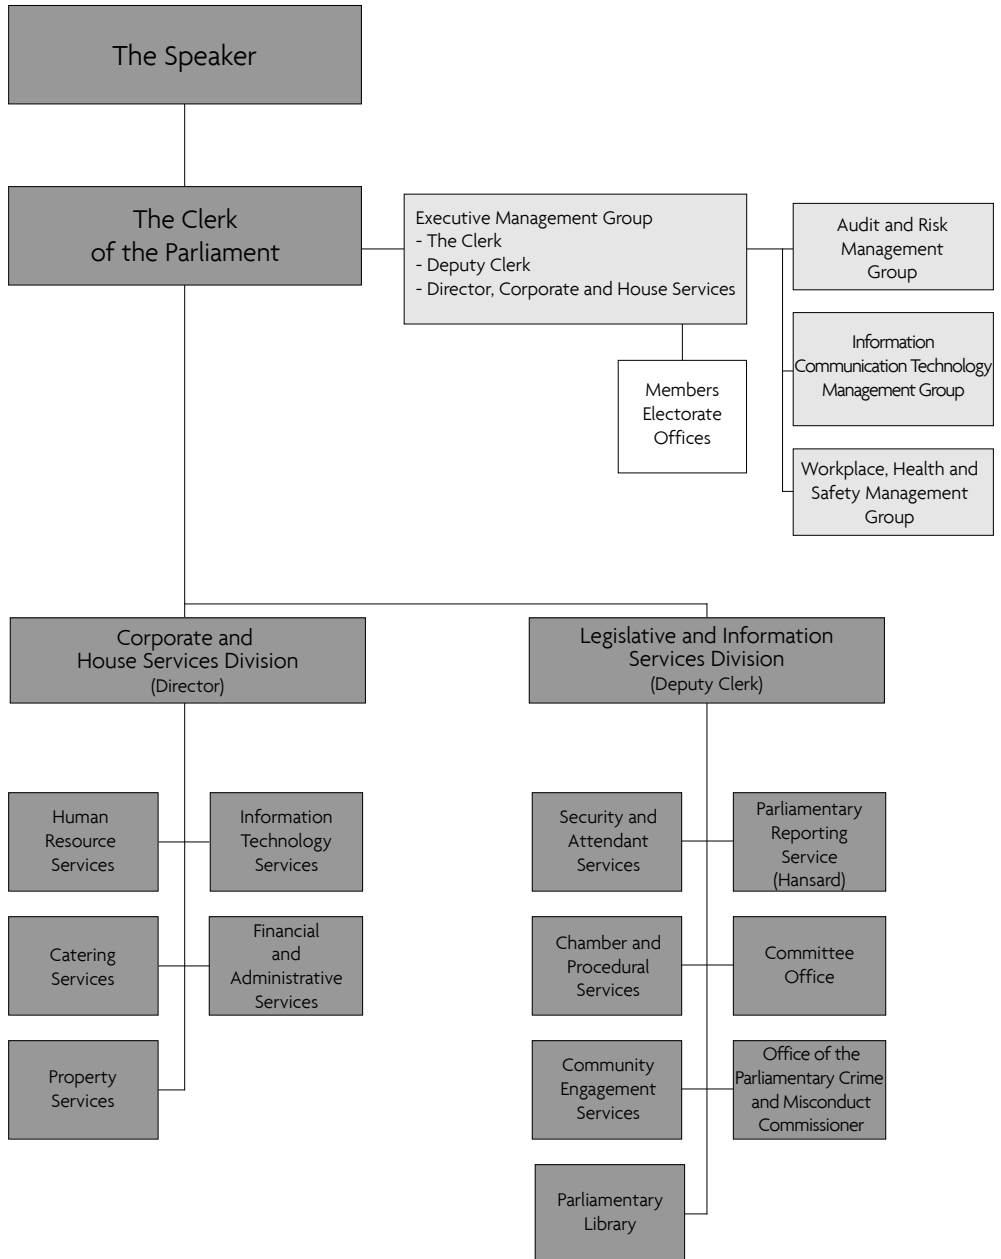 The Speaker
The Clerk
of the Parliament
Executive Management Group
- The Clerk
- Deputy Clerk
- Director, Corporate and House Services
Audit and Risk
Management
Group
Information
Communication Technology
Management Group
Workplace, Health and
Safety Management
Group
Members
Electorate
Offices
Corporate and
House Services Division
(Director)
Legislative and Information
Services Division
(Deputy Clerk)
Human
Resource
Services
Information
Technology
Services
Security and
Attendant
Services
Parliamentary
Reporting
Service
(Hansard)
Catering
Services
Financial
and
Administrative
Services
Chamber and
Procedural
Services
Committee
Office
Property
Services
Community
Engagement
Services
Office of the
Parliamentary Crime
and Misconduct
Commissioner
Parliamentary
Library